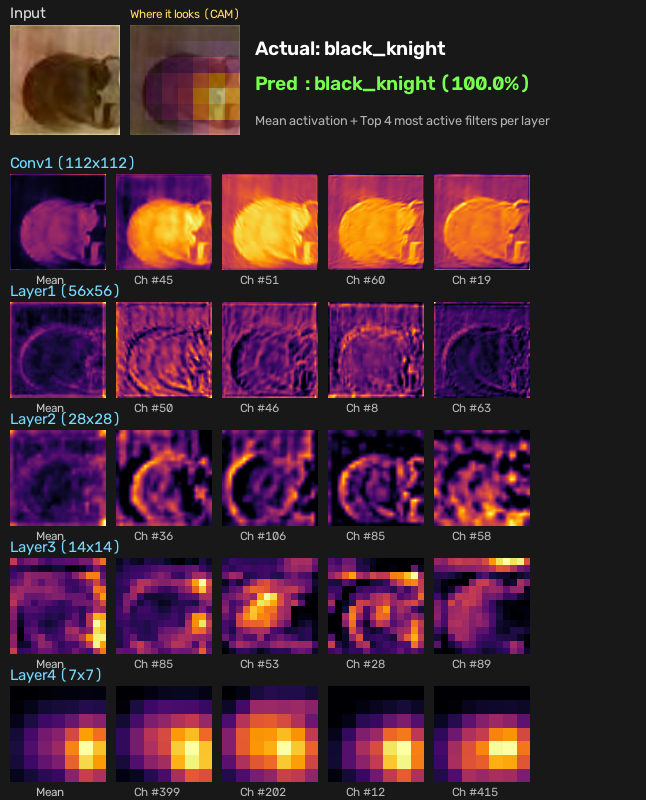 Input
Where it looks (CAM)
Actual: black_knight
Pred : black_knight (100.0%)
Mean activation + Top 4 most active filters per layer
Conv1 (112x112)
Mean Ch #45 Ch #51 Ch #60 Ch #19
Layer1 (56x56)
Mean Ch #50 Ch #46 Ch #8 Ch #63
Layer2 (28x28)
Mean Ch #36 Ch #106 Ch #85 Ch #58
Layer3 (14x14)
Mean Ch #85 Ch #53 Ch #28 Ch #89
Layer4 (7x7)
Mean Ch #399 Ch #202 Ch #12 Ch #415